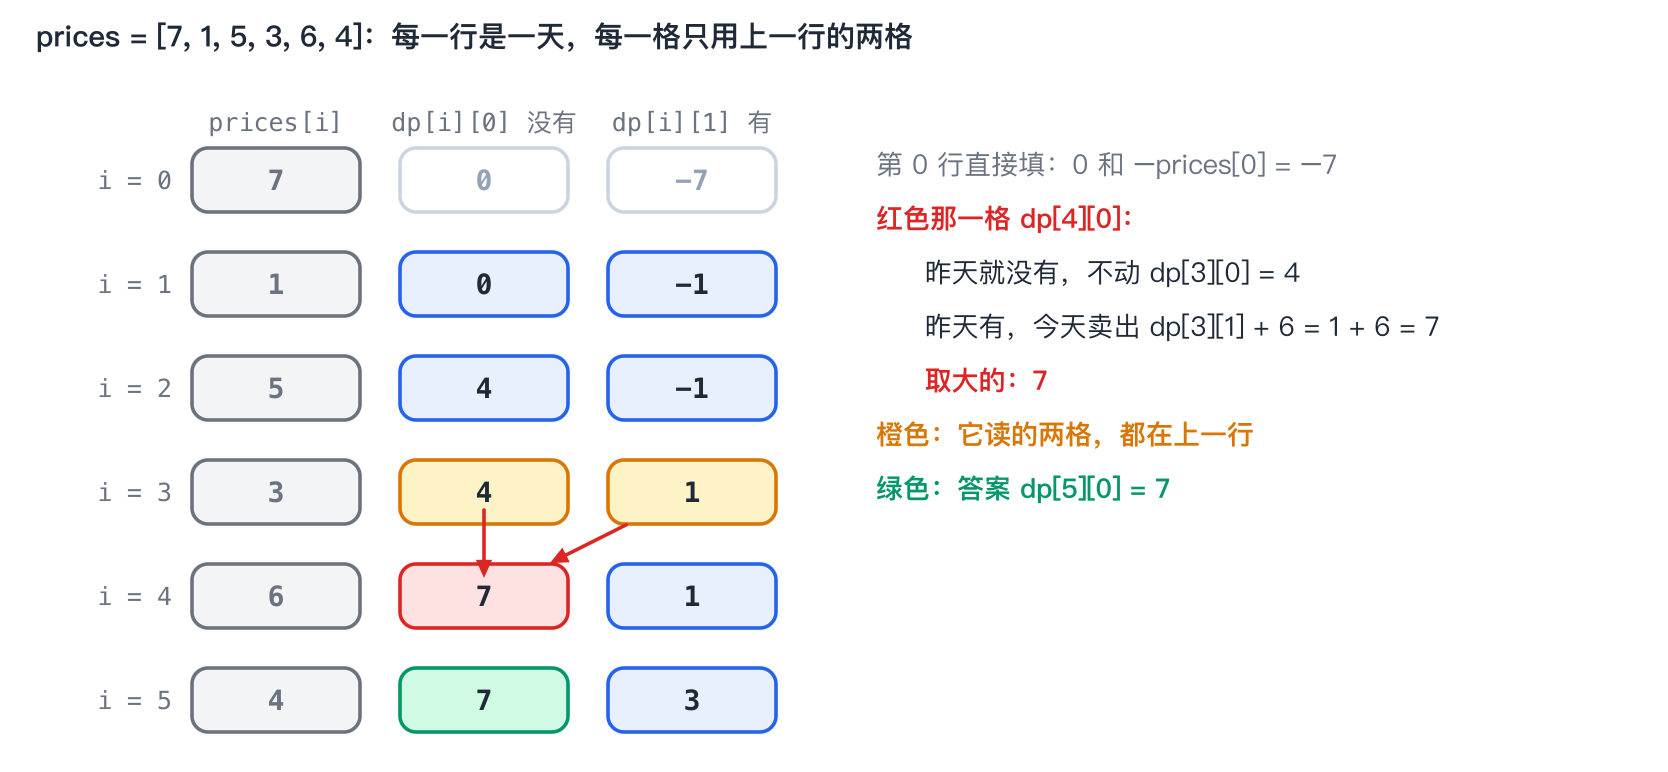 prices = [7, 1, 5, 3, 6, 4]：每一行是一天，每一格只用上一行的两格
prices[i] dp[i][0] 没有 dp[i][1] 有
i = 0 7 0 −7
i = 1 1 0 −1
i = 2 5 4 −1
i = 3 3 4 1
i = 4 6 7 1
i = 5 4 7 3
第 0 行直接填：0 和 −prices[0] = −7
红色那一格 dp[4][0]：
昨天就没有，不动 dp[3][0] = 4
昨天有，今天卖出 dp[3][1] + 6 = 1 + 6 = 7
取大的：7
橙色：它读的两格，都在上一行
绿色：答案 dp[5][0] = 7